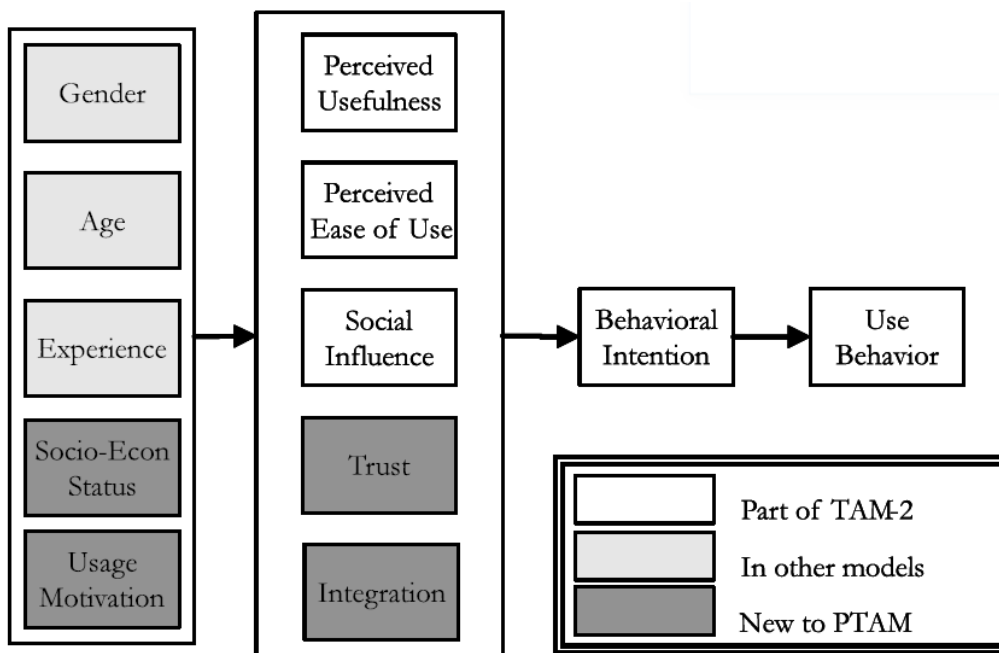 Gender
Age
Experience
Socio-Econ
Status
Usage
Motivation
Perceived
Usefulness
Perceived
Ease of Use
Social
Influence
Trust
Integration
Behavioral
Intention
Use
Behavior
Part of TAM-2
In other models
New to PTAM